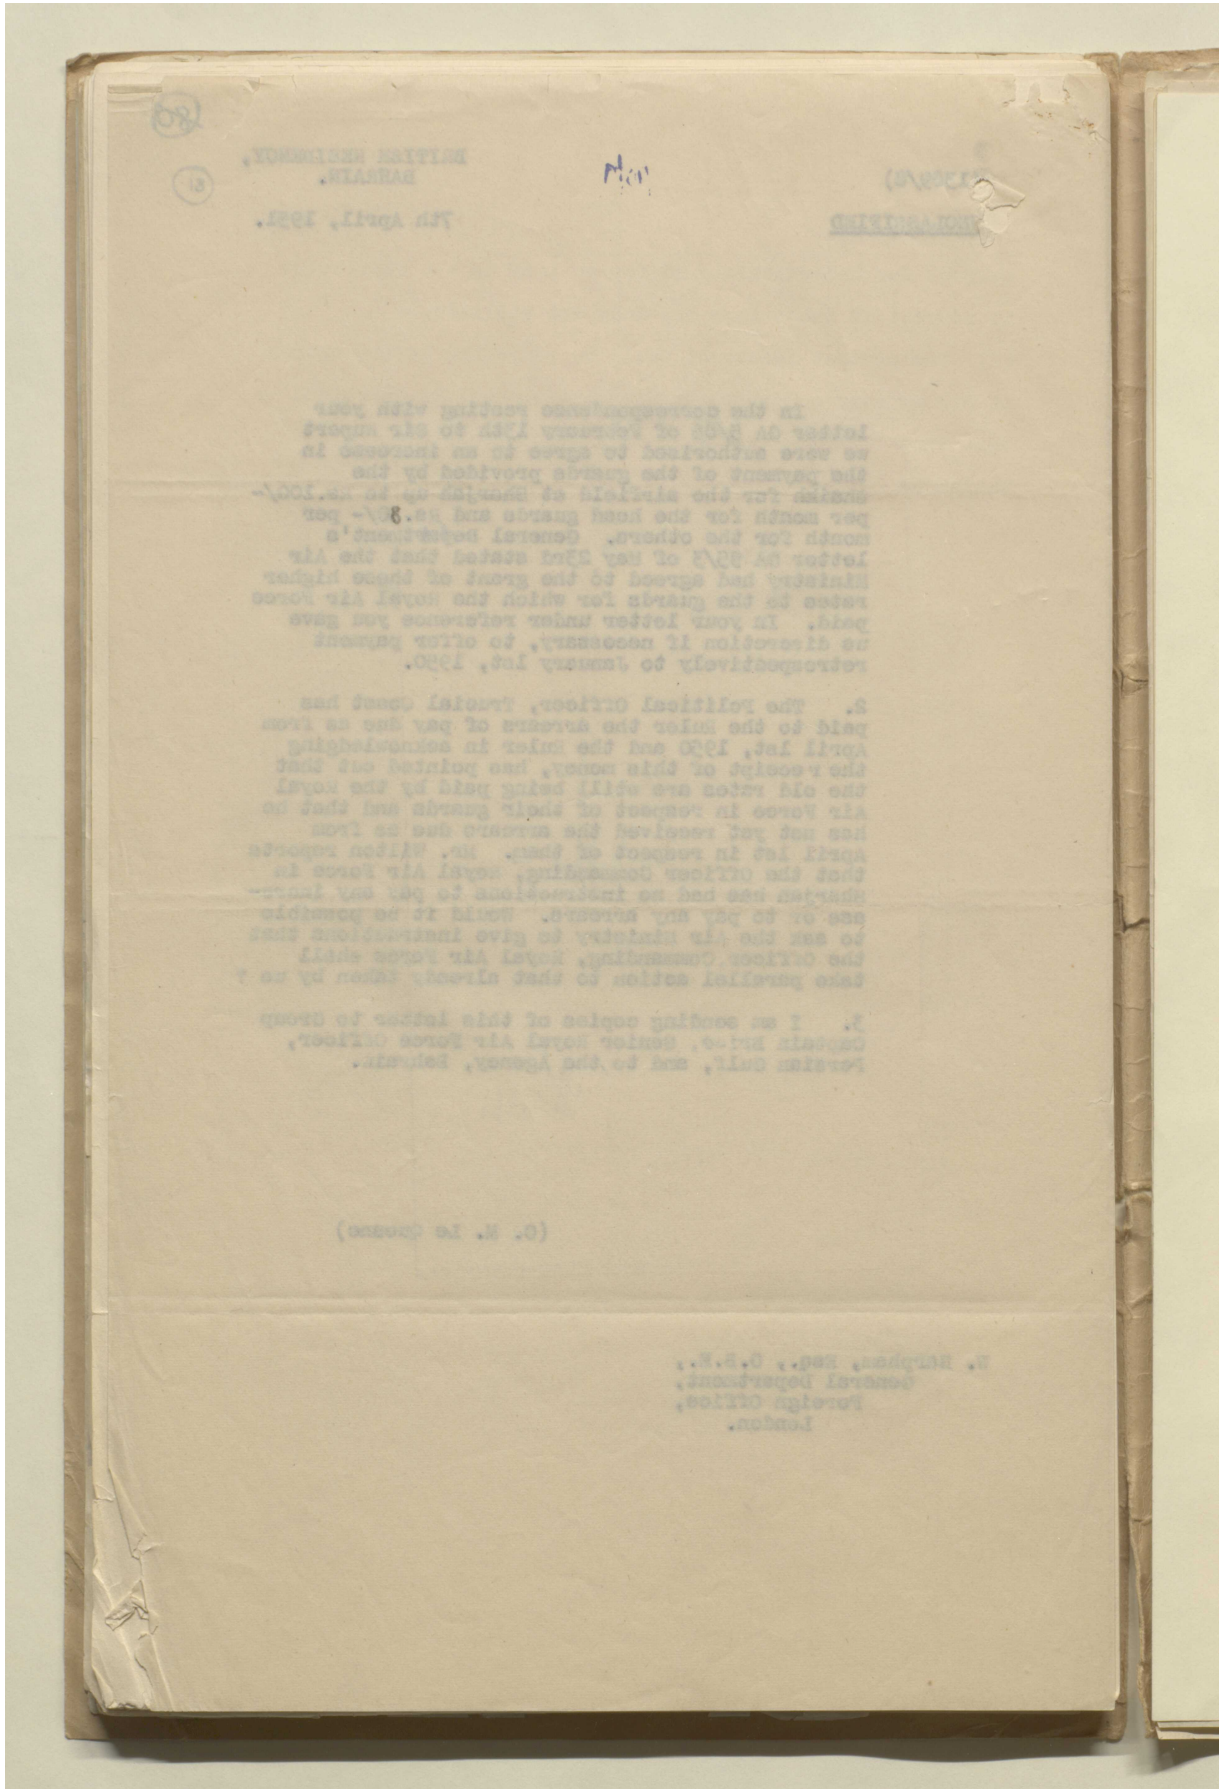 BRITISH RESIDENCY,
BAHRAIN.
(1389/8)
7th April, 1951.
In the correspondence resting with your
letter GA 5/66 of February 13th to Sir Rupert
we were authorised to agree to an increase in
the payment of the guards provided by the
Shaikh for the airfield at Sharjah up to Rs.100/-
per month for the head guards and Rs.80/- per
month for the others. General Department's
letter GA 95/3 of May 23rd stated that the Air
Ministry had agreed to the grant of these higher
rates to the guards for which the Royal Air Force
paid. In your letter under reference you gave
us discretion if necessary, to offer payment
retrospectively to January 1st, 1950.
2. The Political Officer, Trucial Coast has
paid to the Ruler the arrears of pay due as from
April 1st, 1950 and the Ruler in acknowledging
the receipt of this money, has pointed out that
the old rates are still being paid by the Royal
Air Force in respect of their guards and that he
has not yet received the arrears due as from
April 1st in respect of them. Mr. Wilton reports
that the Officer Commanding, Royal Air Force in
Sharjah has had no instructions to pay any incre-
ase or to pay any arrears. Would it be possible
to ask the Air Ministry to give instructions that
the Officer Commanding, Royal Air Force shall
take parallel action to that already taken by us ?
3. I am sending copies of this letter to Group
Captain Brice, Senior Royal Air Force Officer,
Persian Gulf, and to the Agency, Bahrain.
(C. M. Le Quesne)
W. Harpham, Esq., O.B.E.,
General Department,
Foreign Office,
London.